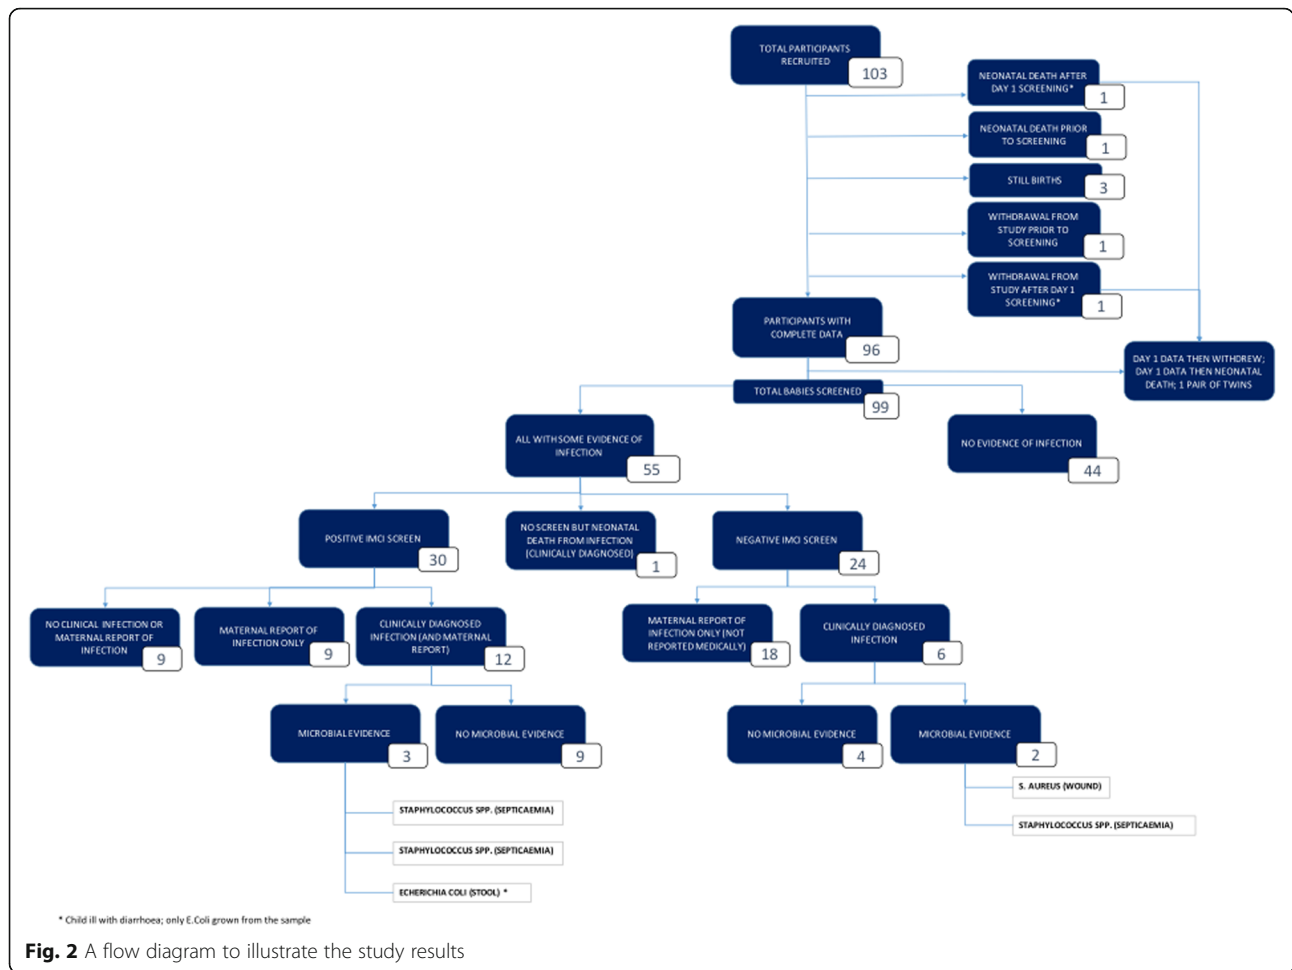 TOTAL PARTICIPANTS
RECRUITED
103
NEONATAL DEATH AFTER
DAY 1 SCREENING*
1
NEONATAL DEATH PRIOR
TO SCREENING
1
STILL BIRTHS
3
WITHDRAWAL FROM
STUDY PRIOR TO
SCREENING
1
WITHDRAWAL FROM
STUDY AFTER DAY 1
SCREENING*
1
PARTICIPANTS WITH
COMPLETE DATA
96
DAY 1 DATA THEN WITHDREW;
DAY 1 DATA THEN NEONATAL
DEATH; 1 PAIR OF TWINS
TOTAL BABIES SCREENED
99
ALL WITH SOME EVIDENCE OF
INFECTION
55
NO EVIDENCE OF INFECTION
44
POSITIVE IMCI SCREEN
30
NO SCREEN BUT NEONATAL
DEATH FROM INFECTION
(CLINICALLY DIAGNOSED)
1
NEGATIVE IMCI SCREEN
24
NO CLINICAL INFECTION OR
MATERNAL REPORT OF
INFECTION
9
MATERNAL REPORT OF
INFECTION ONLY
9
CLINICALLY DIAGNOSED
INFECTION (AND MATERNAL
REPORT)
12
MATERNAL REPORT OF
INFECTION ONLY (NOT
REPORTED MEDICALLY)
18
CLINICALLY DIAGNOSED
INFECTION
6
MICROBIAL EVIDENCE
3
NO MICROBIAL EVIDENCE
9
NO MICROBIAL EVIDENCE
4
MICROBIAL EVIDENCE
2
STAPHYLOCOCCUS SPP. (SEPTICAEMIA)
STAPHYLOCOCCUS SPP. (SEPTICAEMIA)
ECHERICHIA COLI (STOOL) *
S. AUREUS (WOUND)
STAPHYLOCOCCUS SPP. (SEPTICAEMIA)
* Child ill with diarrhoea; only E.Coli grown from the sample
Fig. 2 A flow diagram to illustrate the study results